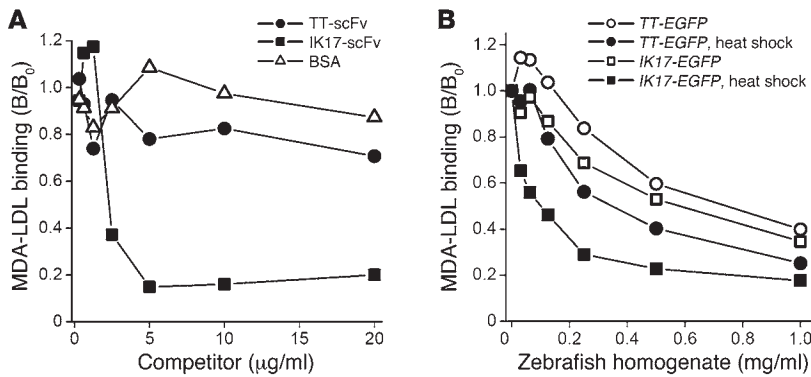 A
TT-scFv
IK17-scFv
BSA
MDA-LDL binding (B/B0)
1.2
1.0
0.8
0.6
0.4
0.2
0
0
5
10
15
20
Competitor (µg/ml)
B
TT-EGFP
TT-EGFP, heat shock
IK17-EGFP
IK17-EGFP, heat shock
MDA-LDL binding (B/B0)
1.2
1.0
0.8
0.6
0.4
0.2
0
0
0.2
0.4
0.6
0.8
1.0
Zebrafish homogenate (mg/ml)